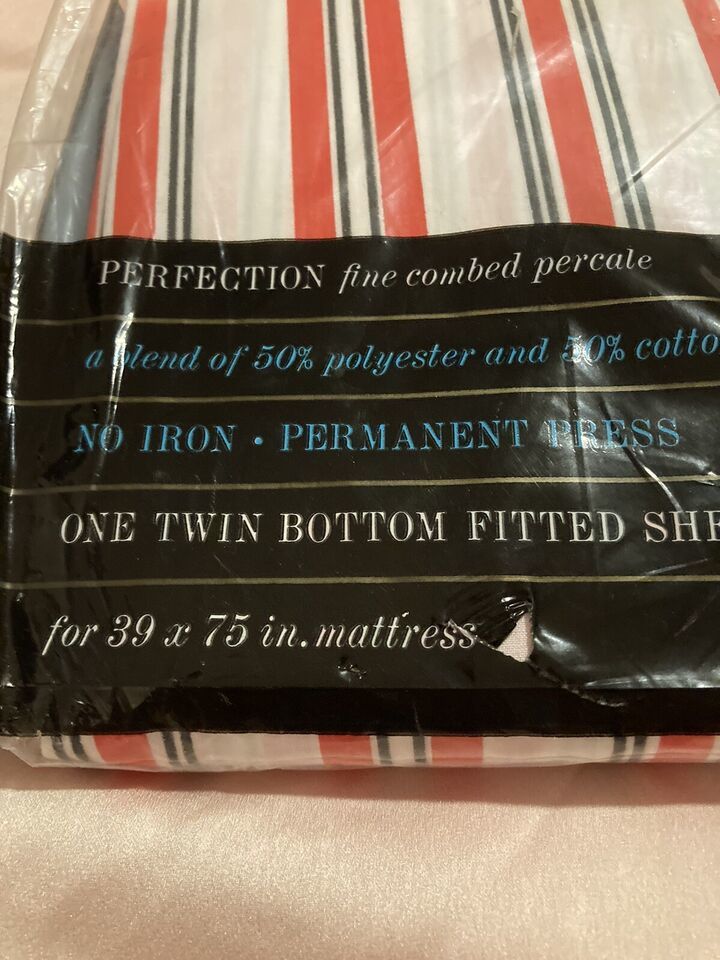 PERFECTION fine combed percale
a blend of 50% polyester and 50% cotto
NO IRON • PERMANENT PRESS
ONE TWIN BOTTOM FITTED SHE
for 39 x 75 in. mattress